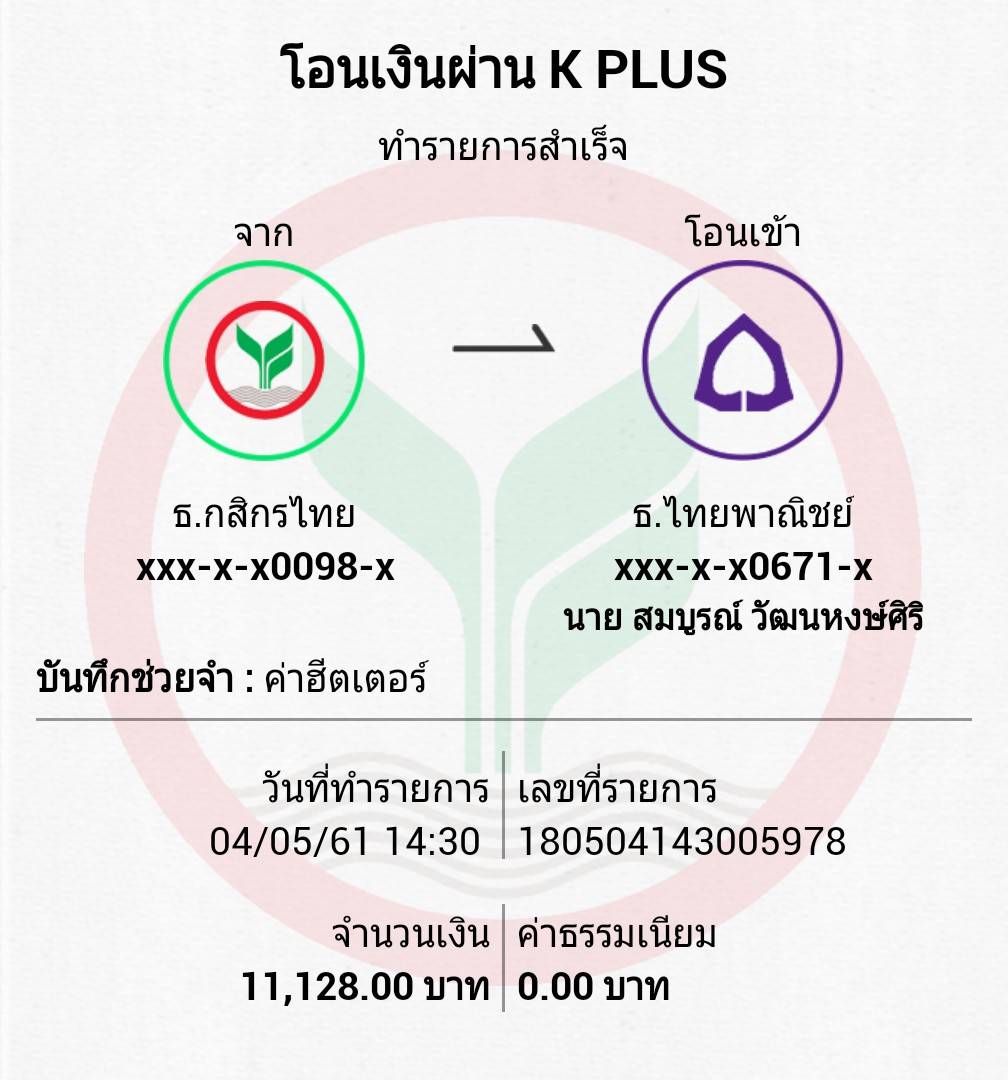 โอนเงินผ่าน K PLUS
ทำรายการสำเร็จ
จาก
โอนเข้า
ธ.กสิกรไทย
xxx-x-x0098-x
ธ.ไทยพาณิชย์
xxx-x-x0671-x
นาย สมบูรณ์ วัฒนหงษ์ศิริ
บันทึกช่วยจำ : ค่าฮีตเตอร์
วันที่ทำรายการ
04/05/61 14:30
เลขที่รายการ
180504143005978
จำนวนเงิน
11,128.00 บาท
ค่าธรรมเนียม
0.00 บาท